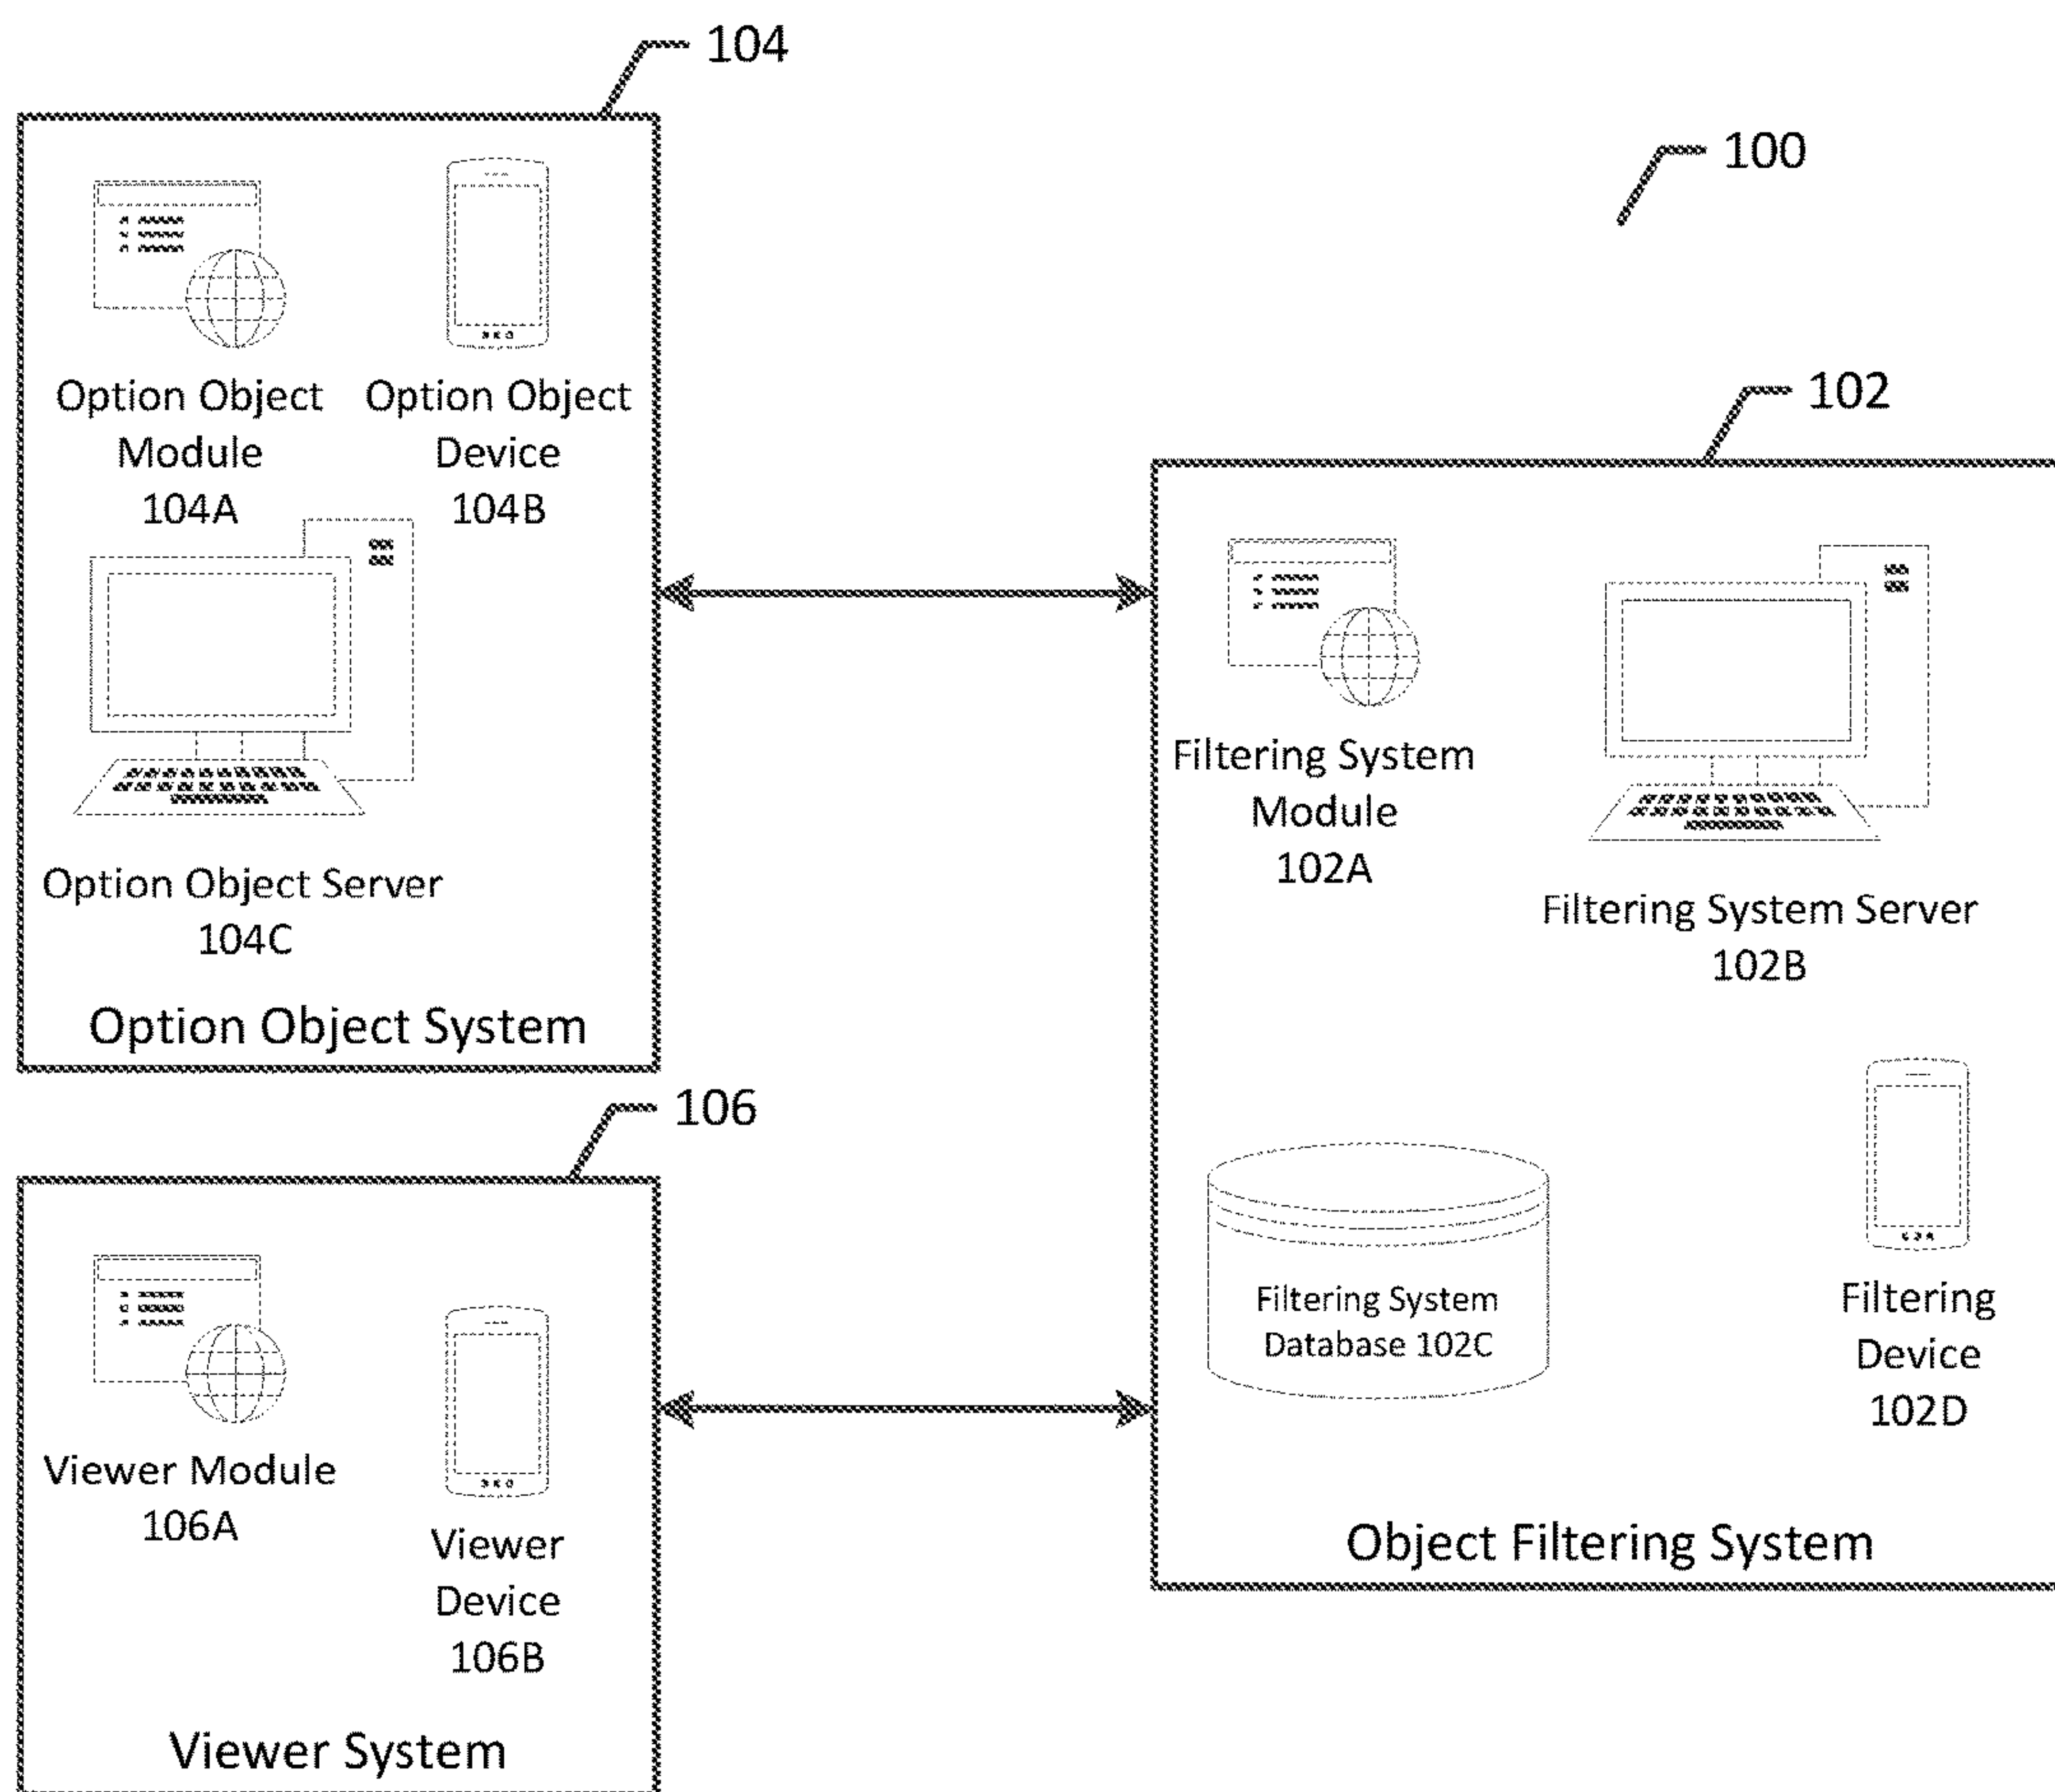 104
100
Option Object
Module
104A
Option Object
Device
104B
102
Option Object Server
104C
Option Object System
Filtering System
Module
102A
Filtering System Server
102B
106
Filtering System
Database 102C
Filtering
Device
102D
Object Filtering System
Viewer Module
106A
Viewer
Device
106B
Viewer System